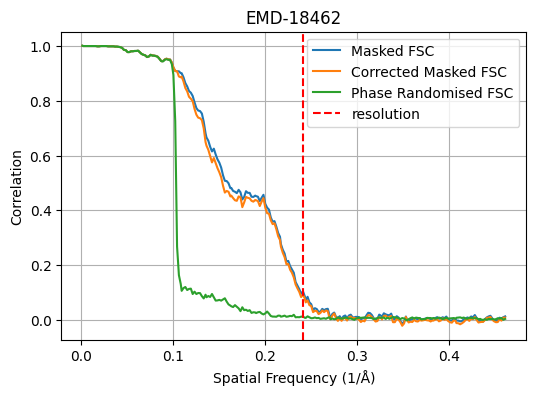 EMD-18462
Masked FSC
Corrected Masked FSC
Phase Randomised FSC
resolution
Correlation
1.0
0.8
0.6
0.4
0.2
0.0
0.0 0.1 0.2 0.3 0.4
Spatial Frequency (1/Å)